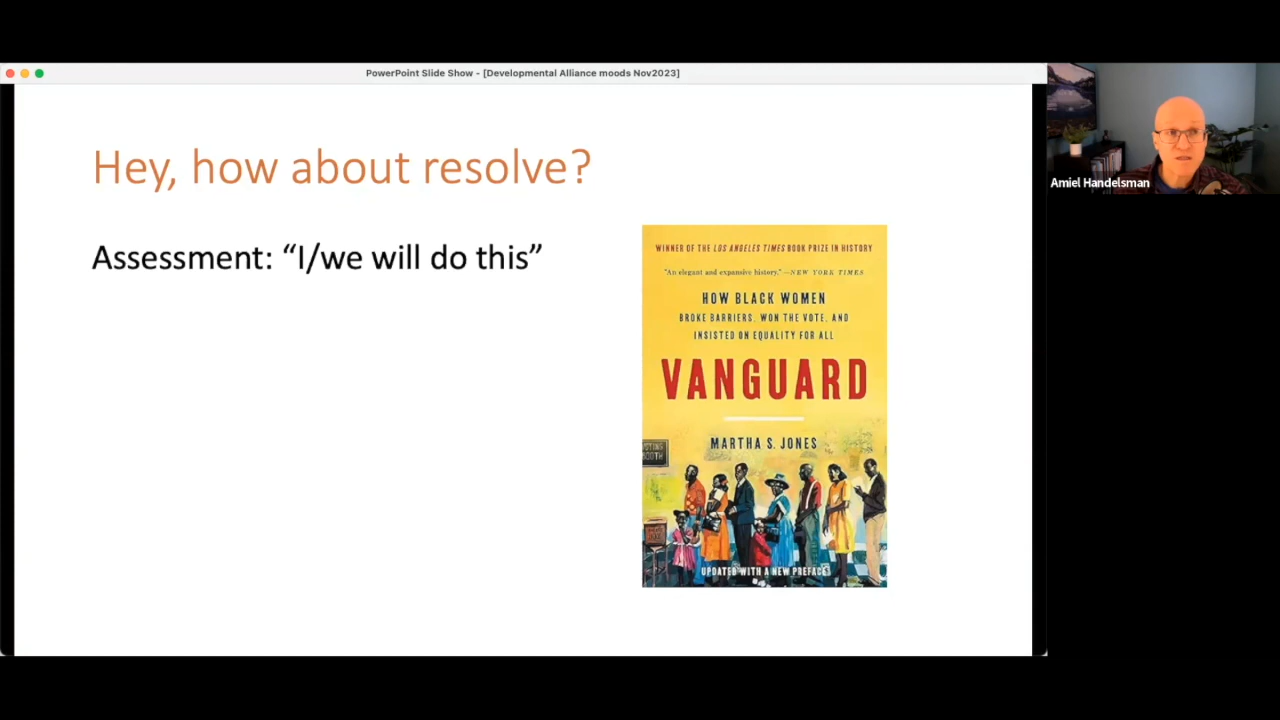 PowerPoint Slide Show - [Developmental Alliance moods Nov2023]
Hey, how about resolve?
Assessment: “I/we will do this”
WINNER OF THE LOS ANGELES TIMES BOOK PRIZE IN HISTORY
"An elegant and expansive history."—NEW YORK TIMES
HOW BLACK WOMEN
BROKE BARRIERS, WON THE VOTE, AND
INSISTED ON EQUALITY FOR ALL
VANGUARD
MARTHA S. JONES
VOTING
BOOTH
UPDATED WITH A NEW PREFACE
Amiel Handelsman